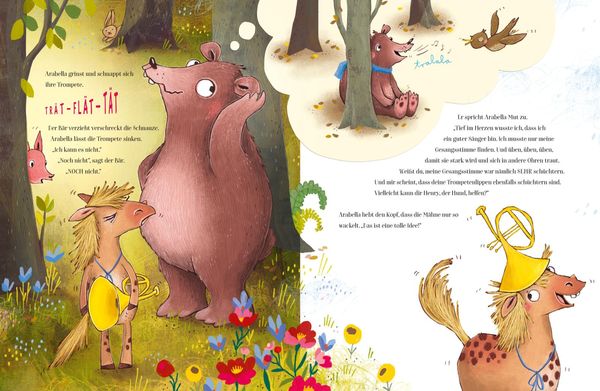 Arabella grinst und schnappt sich
ihre Trompete.
TRÄT-FLÄT-TÄT
Der Bär verzieht verschreckt die Schnauze.
Arabella lässt die Trompete sinken.
„Ich kann es nicht."
„Noch nicht", sagt der Bär.
„NOCH nicht."
tralala
Er spricht Arabella Mut zu.
„Tief im Herzen wusste ich, dass ich
ein guter Sänger bin. Ich musste nur meine
Gesangsstimme finden. Und üben, üben, üben,
damit sie stark wird und sich in andere Ohren traut.
Weißt du, meine Gesangsstimme war nämlich SEHR schüchtern.
Und mir scheint, dass deine Trompetenlippen ebenfalls schüchtern sind.
Vielleicht kann dir Henry, der Hund, helfen?"
Arabella hebt den Kopf, dass die Mähne nur so
wackelt. „Das ist eine tolle Idee!"